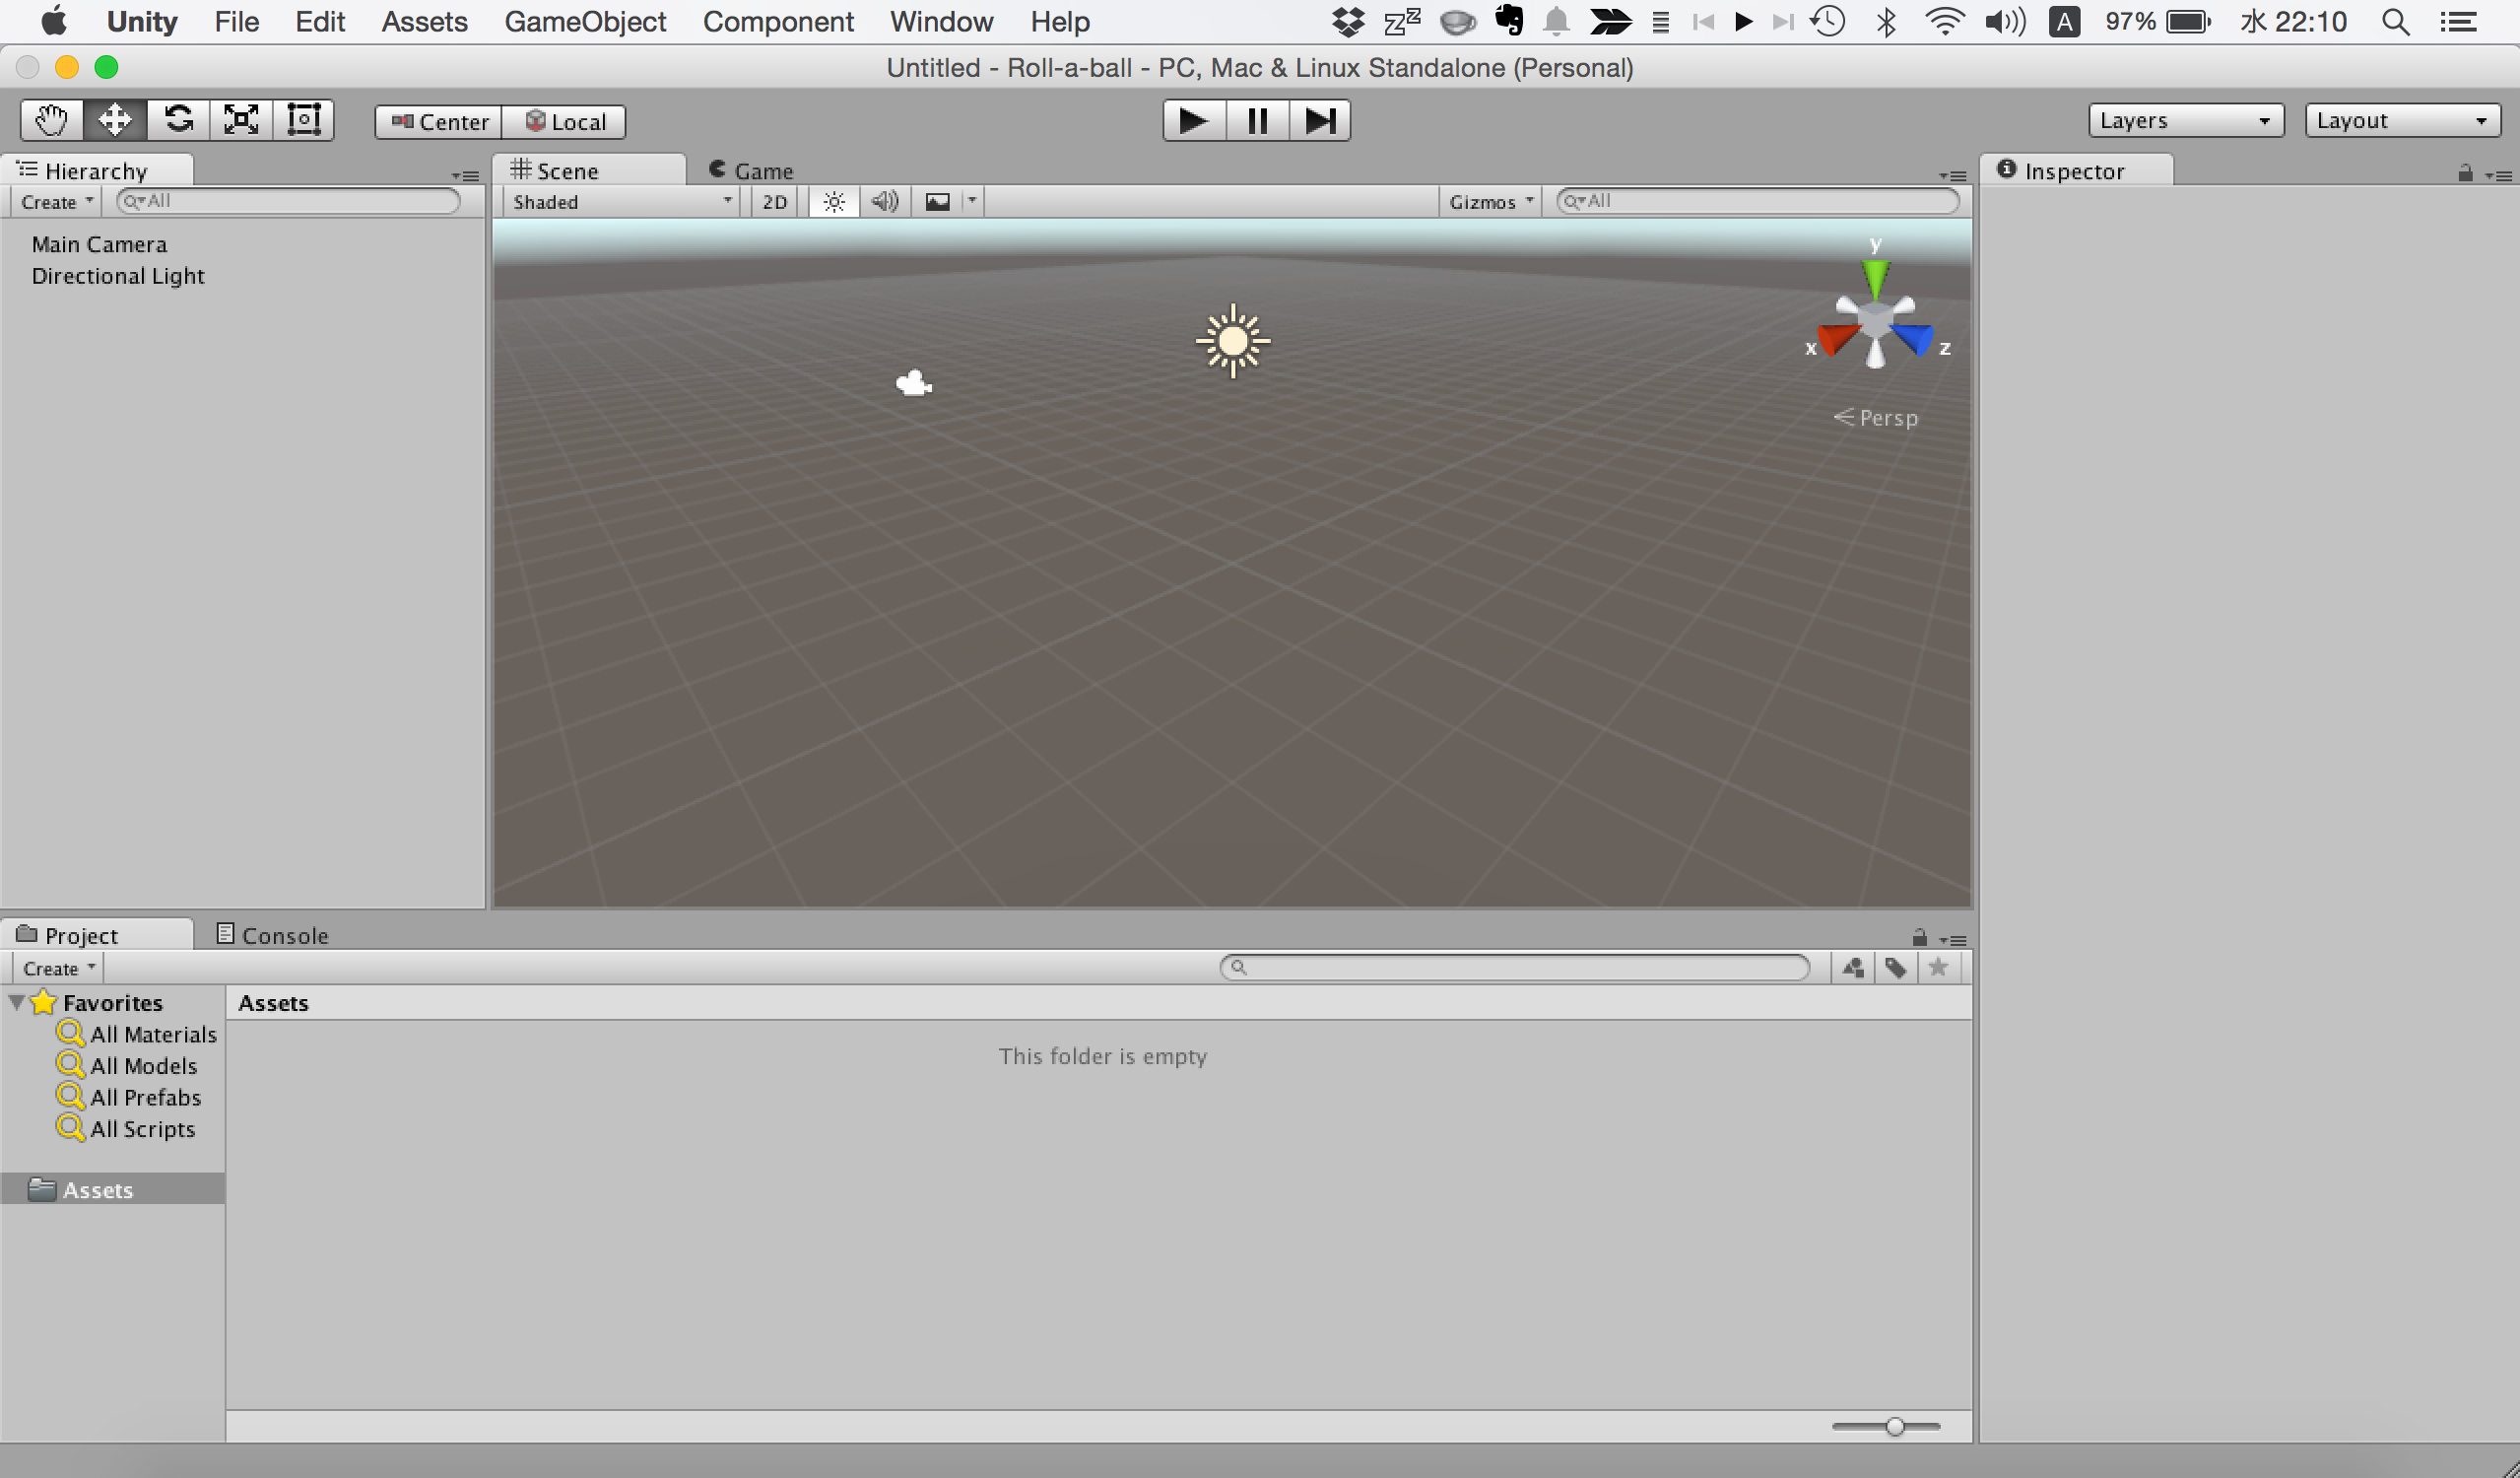 Unity File Edit Assets GameObject Component Window Help zzz A 97% 水 22:10
Untitled - Roll-a-ball - PC, Mac & Linux Standalone (Personal)
Center Local Layers Layout
Hierarchy Scene Game Inspector
Create All Shaded 2D Gizmos All
Main Camera
Directional Light
y
x z
Persp
Project Console
Create
Favorites
All Materials
All Models
All Prefabs
All Scripts
Assets
Assets
This folder is empty